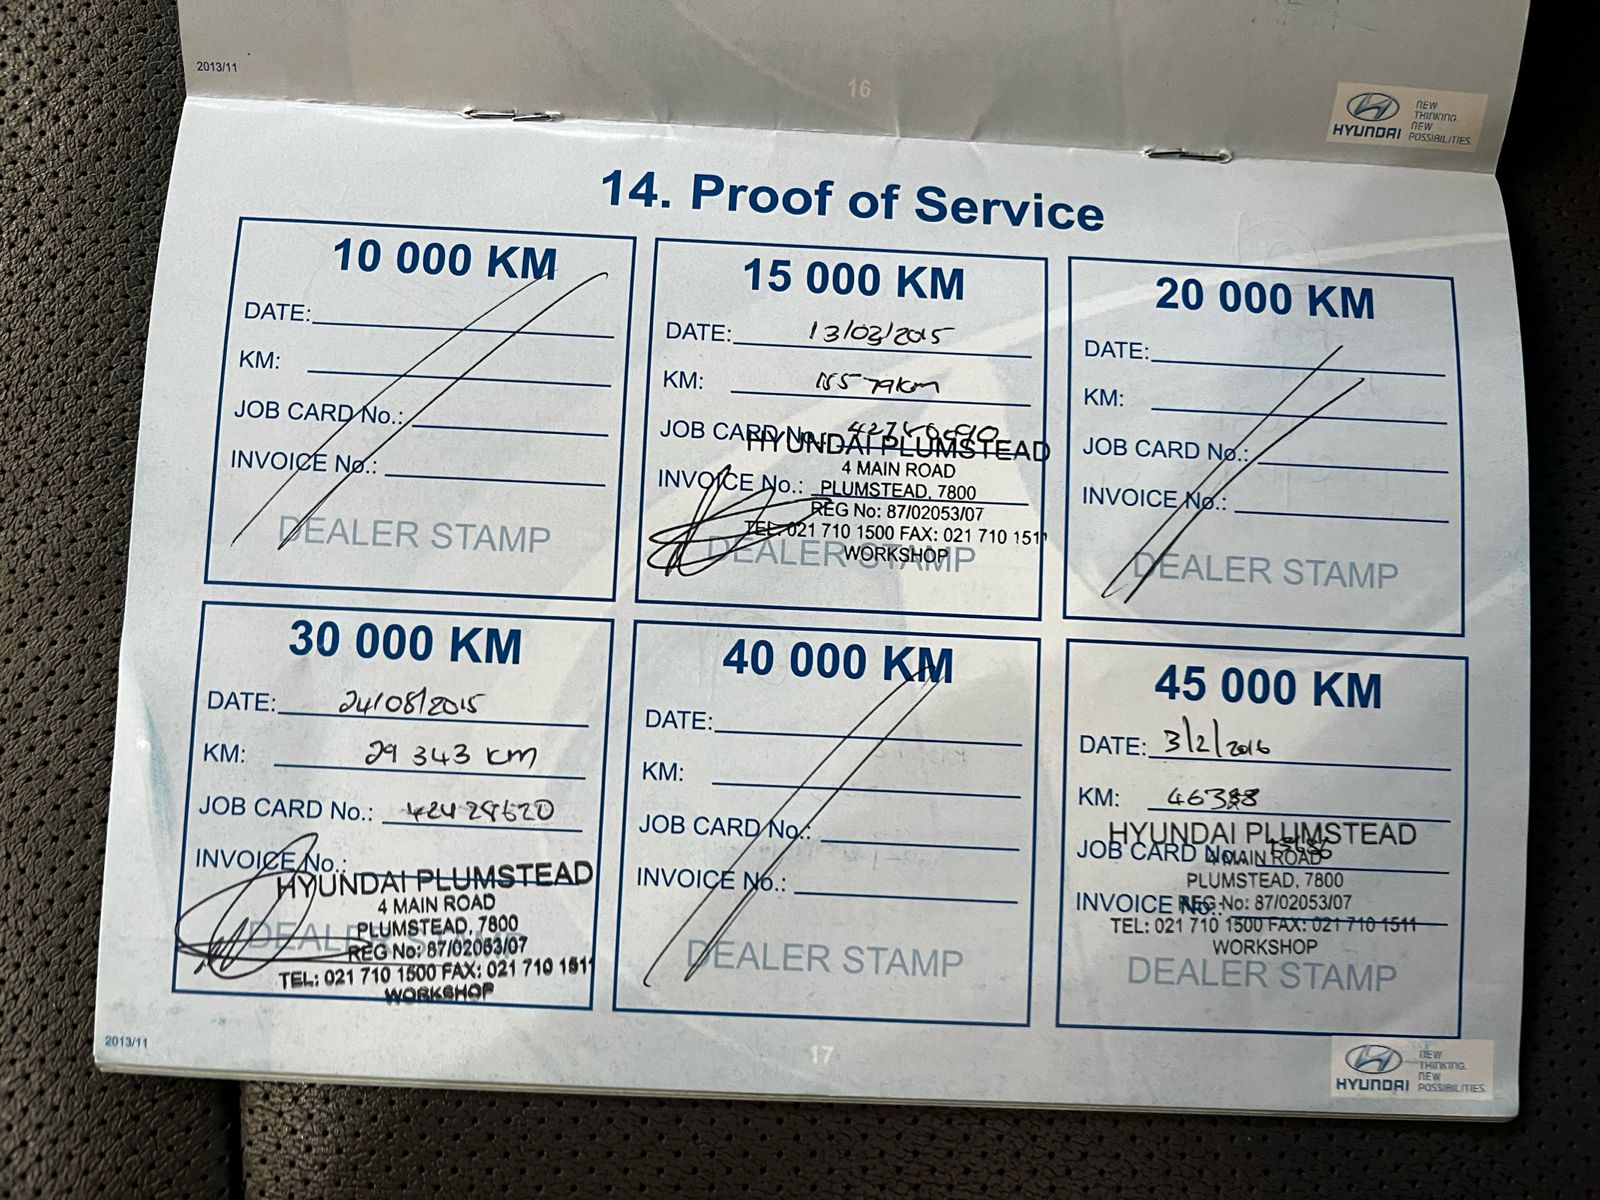 2013/11
16
HYUNDAI
NEW
THINKING.
NEW
POSSIBILITIES.
14. Proof of Service
10 000 KM
DATE:
KM:
JOB CARD No.:
INVOICE No.:
DEALER STAMP
15 000 KM
DATE: 13/03/2015
KM: 15579km
JOB CARD No.
HYUNDAI PLUMSTEAD
4 MAIN ROAD
INVOICE No.: PLUMSTEAD, 7800
REG No: 87/02053/07
TEL: 021 710 1500 FAX: 021 710 1511
WORKSHOP
DEALER STAMP
20 000 KM
DATE:
KM:
JOB CARD No.:
INVOICE No.:
DEALER STAMP
30 000 KM
DATE: 24/08/2015
KM: 29 343 km
JOB CARD No.: 42428620
INVOICE No.:
HYUNDAI PLUMSTEAD
4 MAIN ROAD
PLUMSTEAD, 7800
REG No: 87/02053/07
TEL: 021 710 1500 FAX: 021 710 1511
WORKSHOP
DEALER STAMP
40 000 KM
DATE:
KM:
JOB CARD No.:
INVOICE No.:
DEALER STAMP
45 000 KM
DATE: 3/2/2016
KM: 46388
HYUNDAI PLUMSTEAD
JOB CARD No.:
4 MAIN ROAD
PLUMSTEAD, 7800
INVOICE No.:
REG No: 87/02053/07
TEL: 021 710 1500 FAX: 021 710 1511
WORKSHOP
DEALER STAMP
2013/11
17
HYUNDAI
NEW
THINKING.
NEW
POSSIBILITIES.